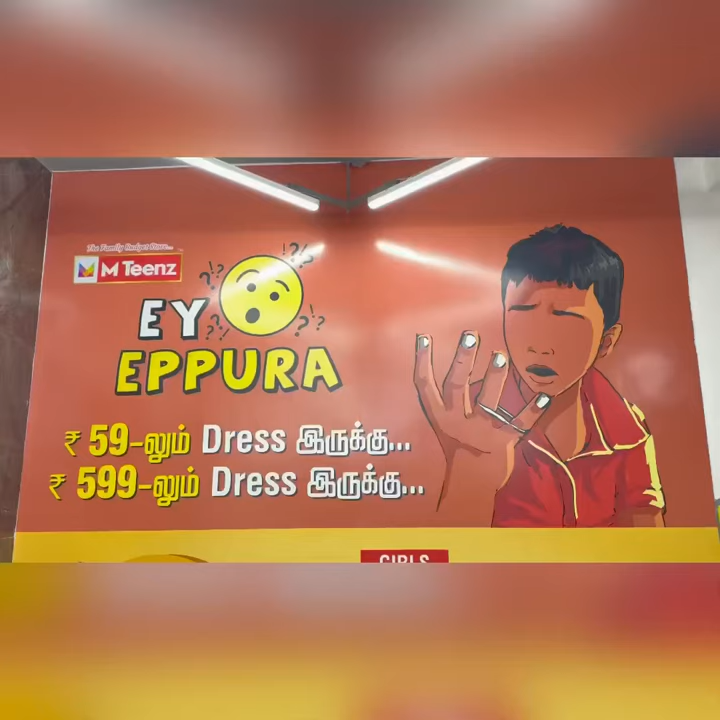 The Family Budget Store...
M Teenz
EY
EPPURA
₹ 59-லும் Dress இருக்கு...
₹ 599-லும் Dress இருக்கு...
GIRLS